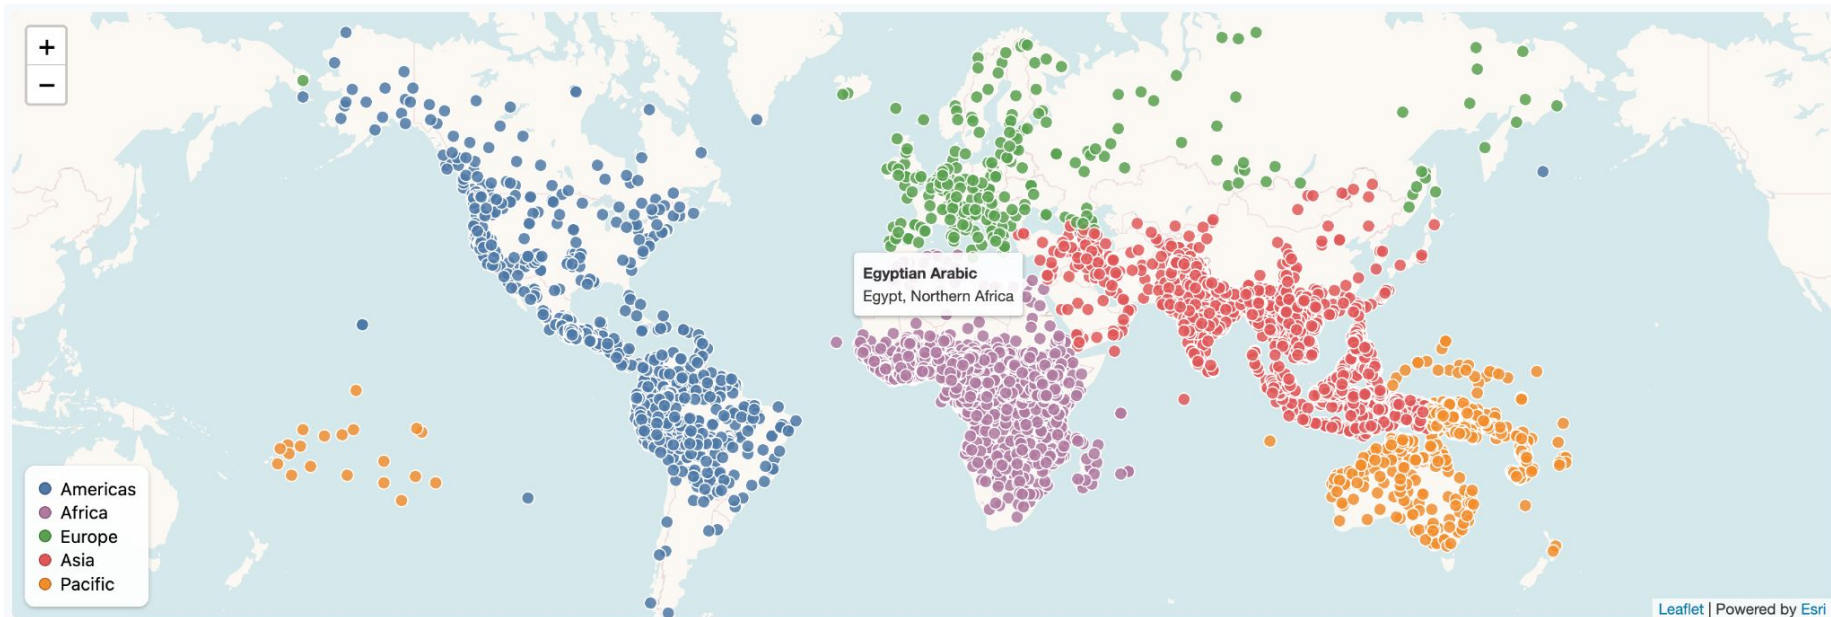 +
−
Egyptian Arabic
Egypt, Northern Africa
Americas
Africa
Europe
Asia
Pacific
Leaflet | Powered by Esri